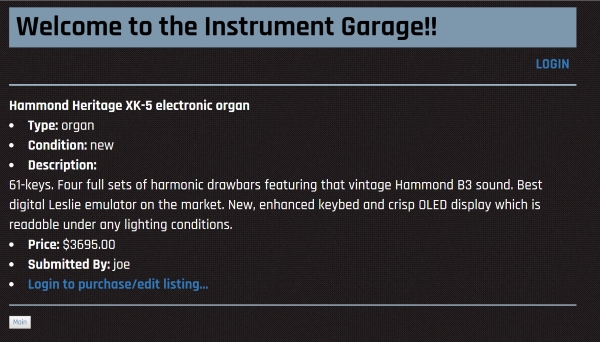 Welcome to the Instrument Garage!!
LOGIN
Hammond Heritage XK-5 electronic organ
• Type: organ
• Condition: new
• Description:
61-keys. Four full sets of harmonic drawbars featuring that vintage Hammond B3 sound. Best
digital Leslie emulator on the market. New, enhanced keybed and crisp OLED display which is
readable under any lighting conditions.
• Price: $3695.00
• Submitted By: joe
• Login to purchase/edit listing...
Main